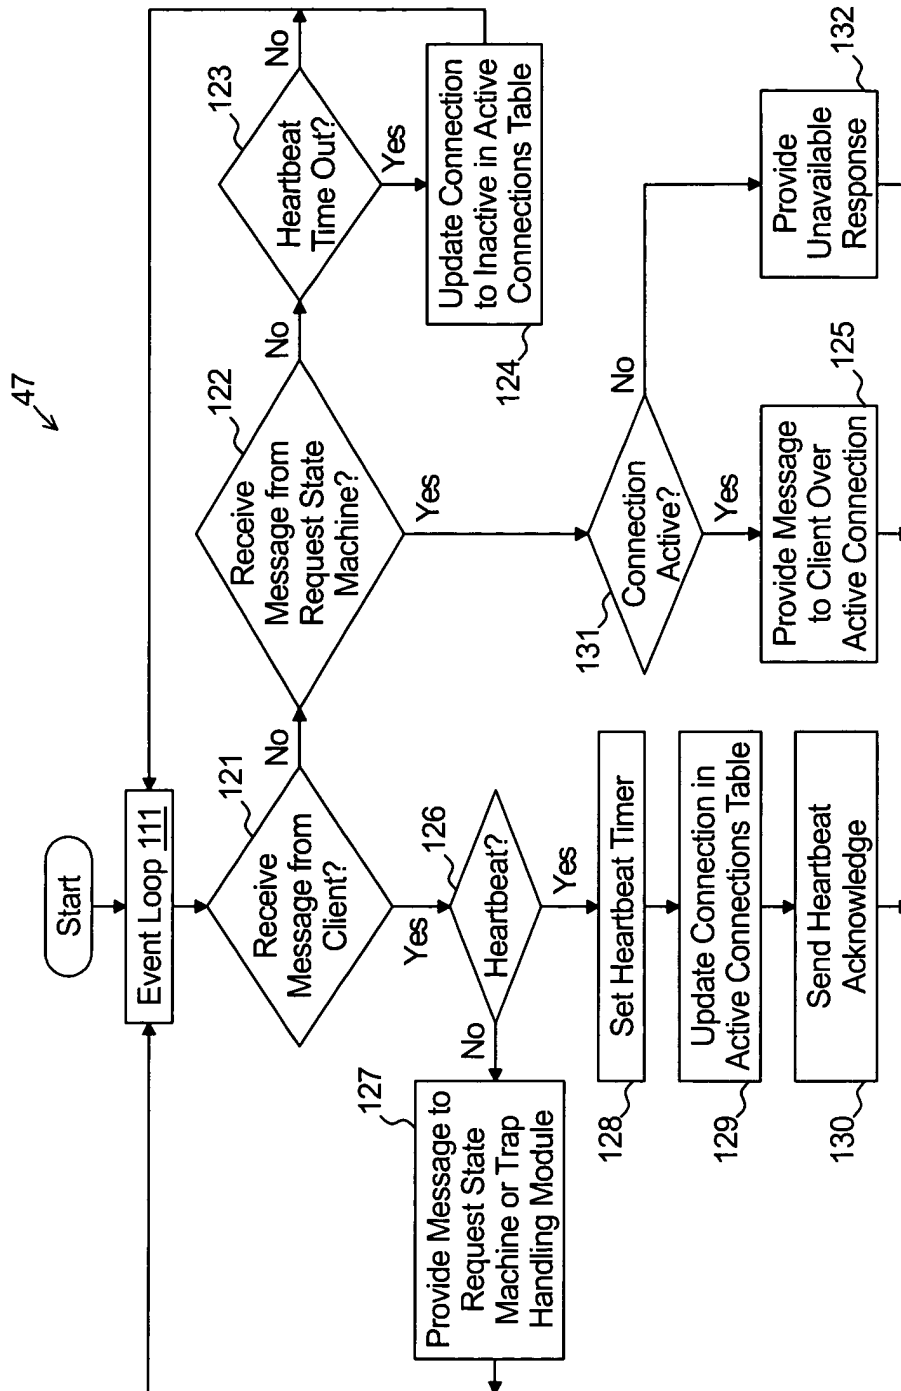 47
Start
Event Loop 111
121
Receive
Message from
Client?
No
Yes
122
Receive
Message from
Request State
Machine?
No
Yes
123
Heartbeat
Time Out?
No
Yes
Update Connection
to Inactive in Active
Connections Table
124
126
Heartbeat?
No
Yes
127
Provide Message to
Request State
Machine or Trap
Handling Module
Set Heartbeat Timer
128
Update Connection in
Active Connections Table
129
Send Heartbeat
Acknowledge
130
Connection
Active?
131
No
Yes
Provide Message
to Client Over
Active Connection
125
Provide
Unavailable
Response
132